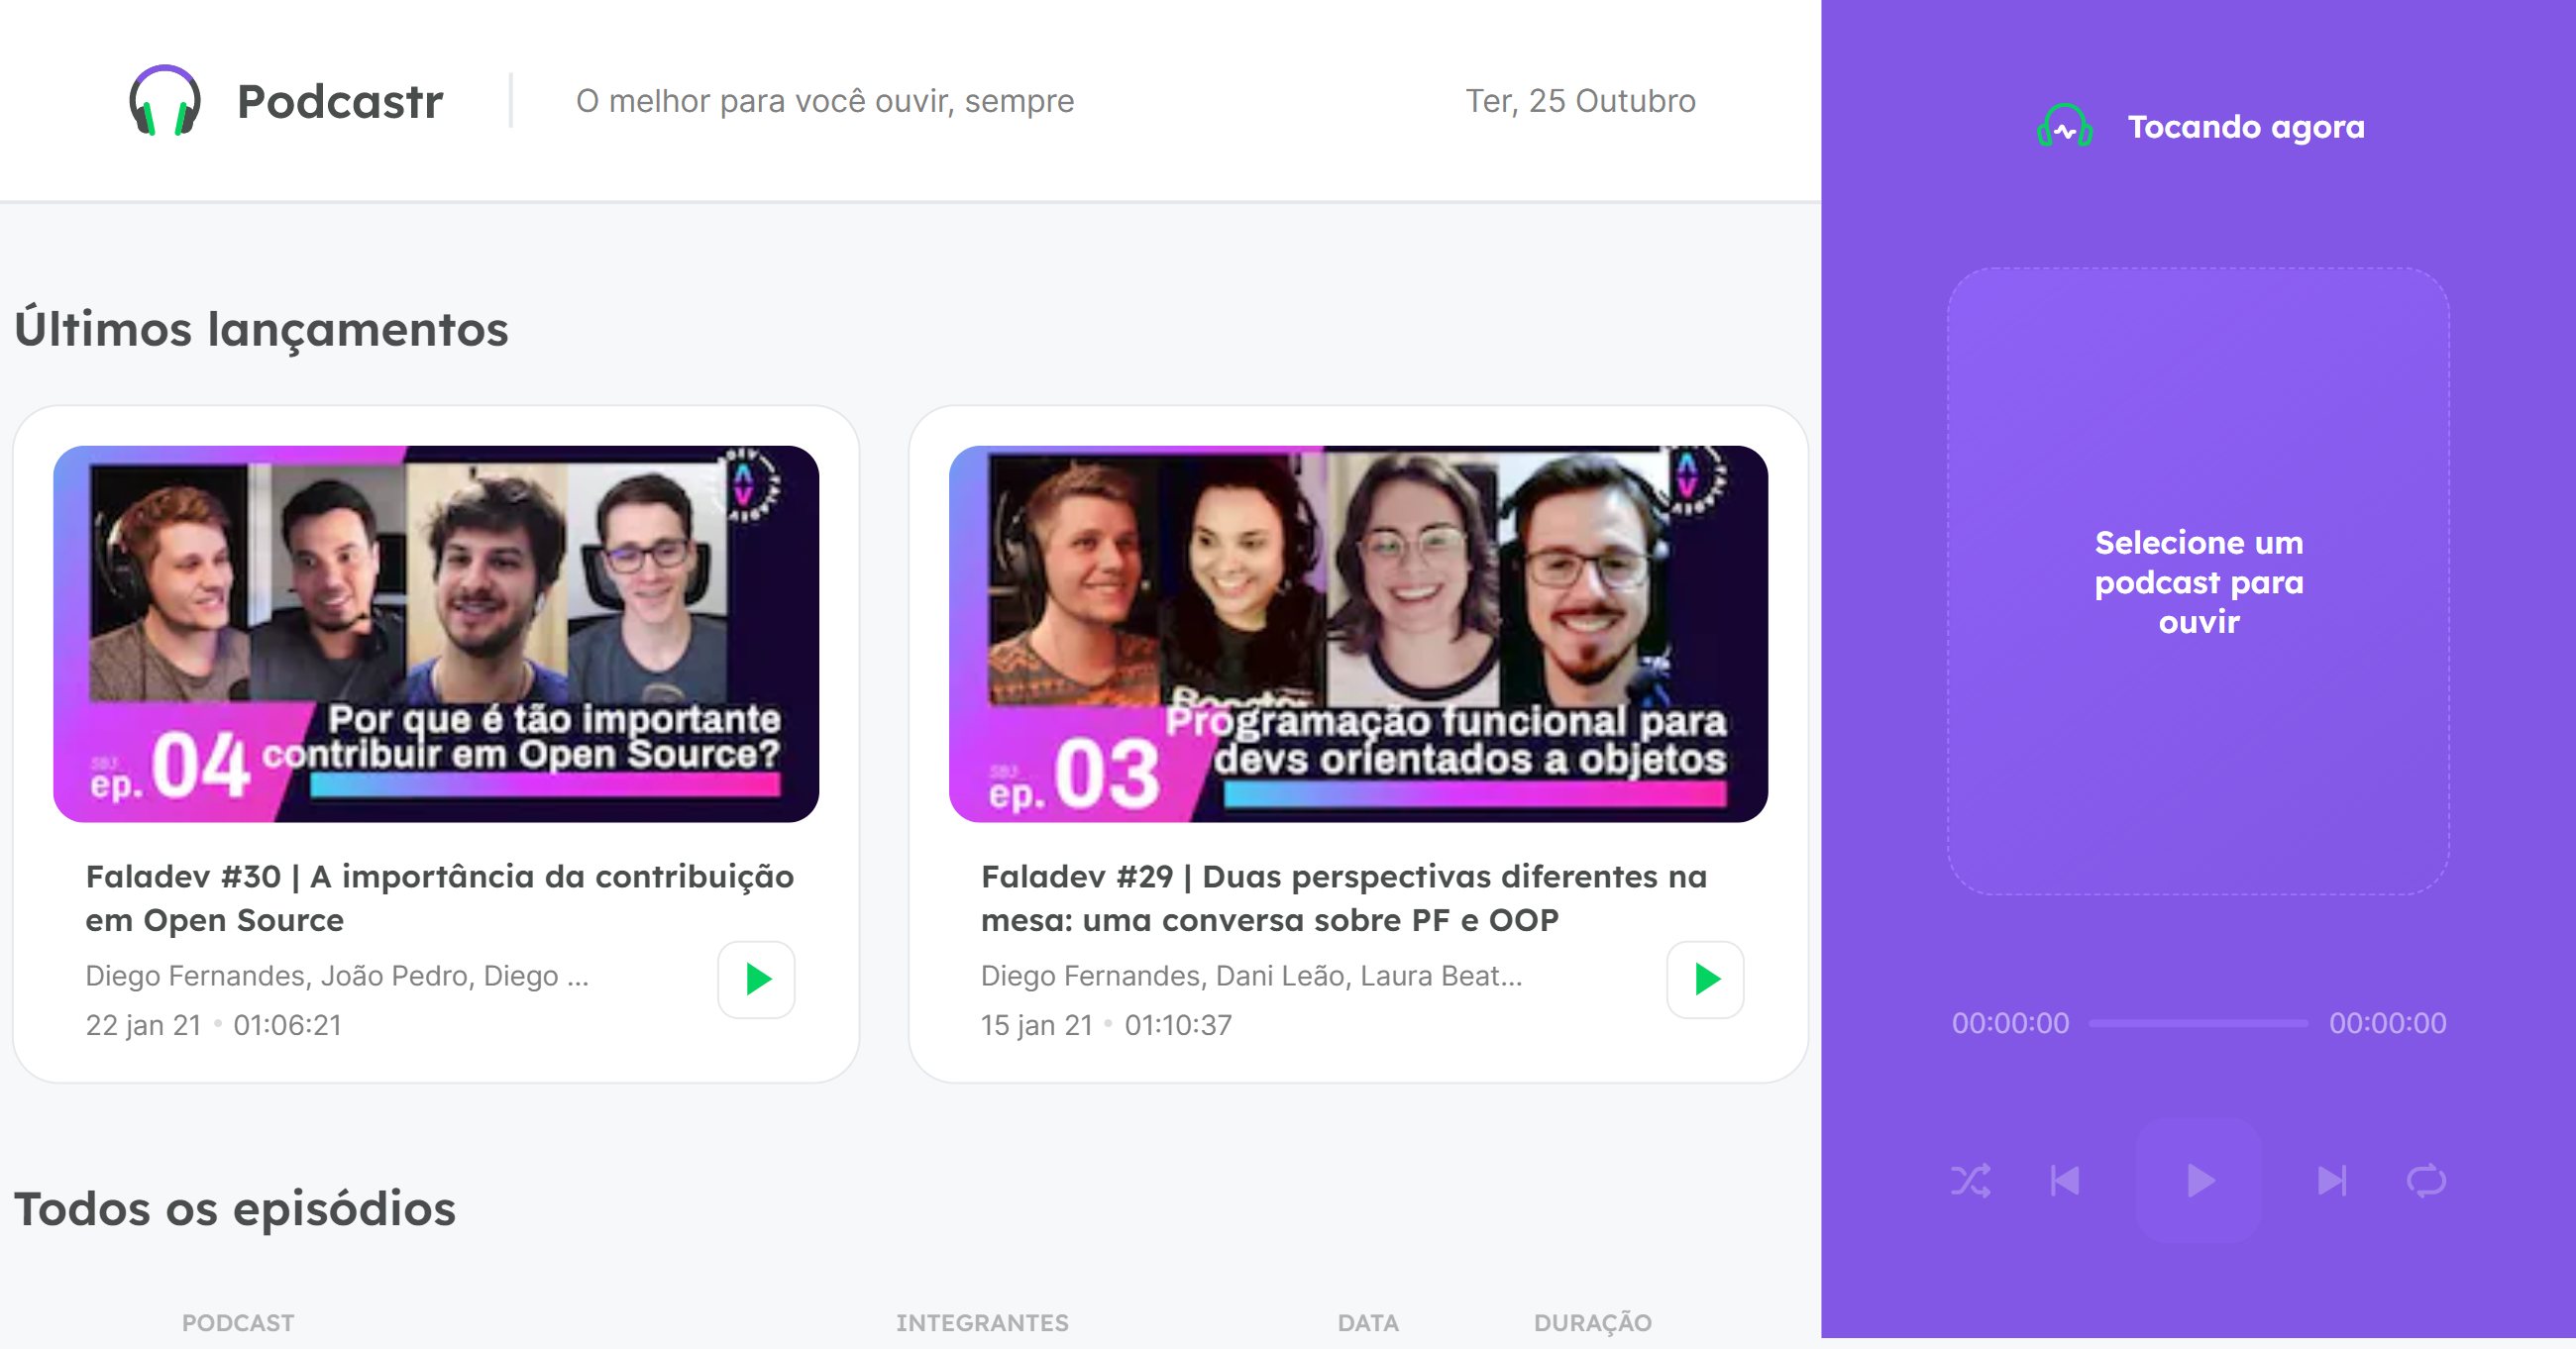 Podcastr
O melhor para você ouvir, sempre
Ter, 25 Outubro
Últimos lançamentos
Por que é tão importante
contribuir em Open Source?
ep. 04
Faladev #30 | A importância da contribuição
em Open Source
Diego Fernandes, João Pedro, Diego ...
22 jan 21 • 01:06:21
FALADEV
Programação funcional para
devs orientados a objetos
ep. 03
Faladev #29 | Duas perspectivas diferentes na
mesa: uma conversa sobre PF e OOP
Diego Fernandes, Dani Leão, Laura Beat...
15 jan 21 • 01:10:37
Todos os episódios
PODCAST INTEGRANTES DATA DURAÇÃO
Tocando agora
Selecione um
podcast para
ouvir
00:00:00 00:00:00